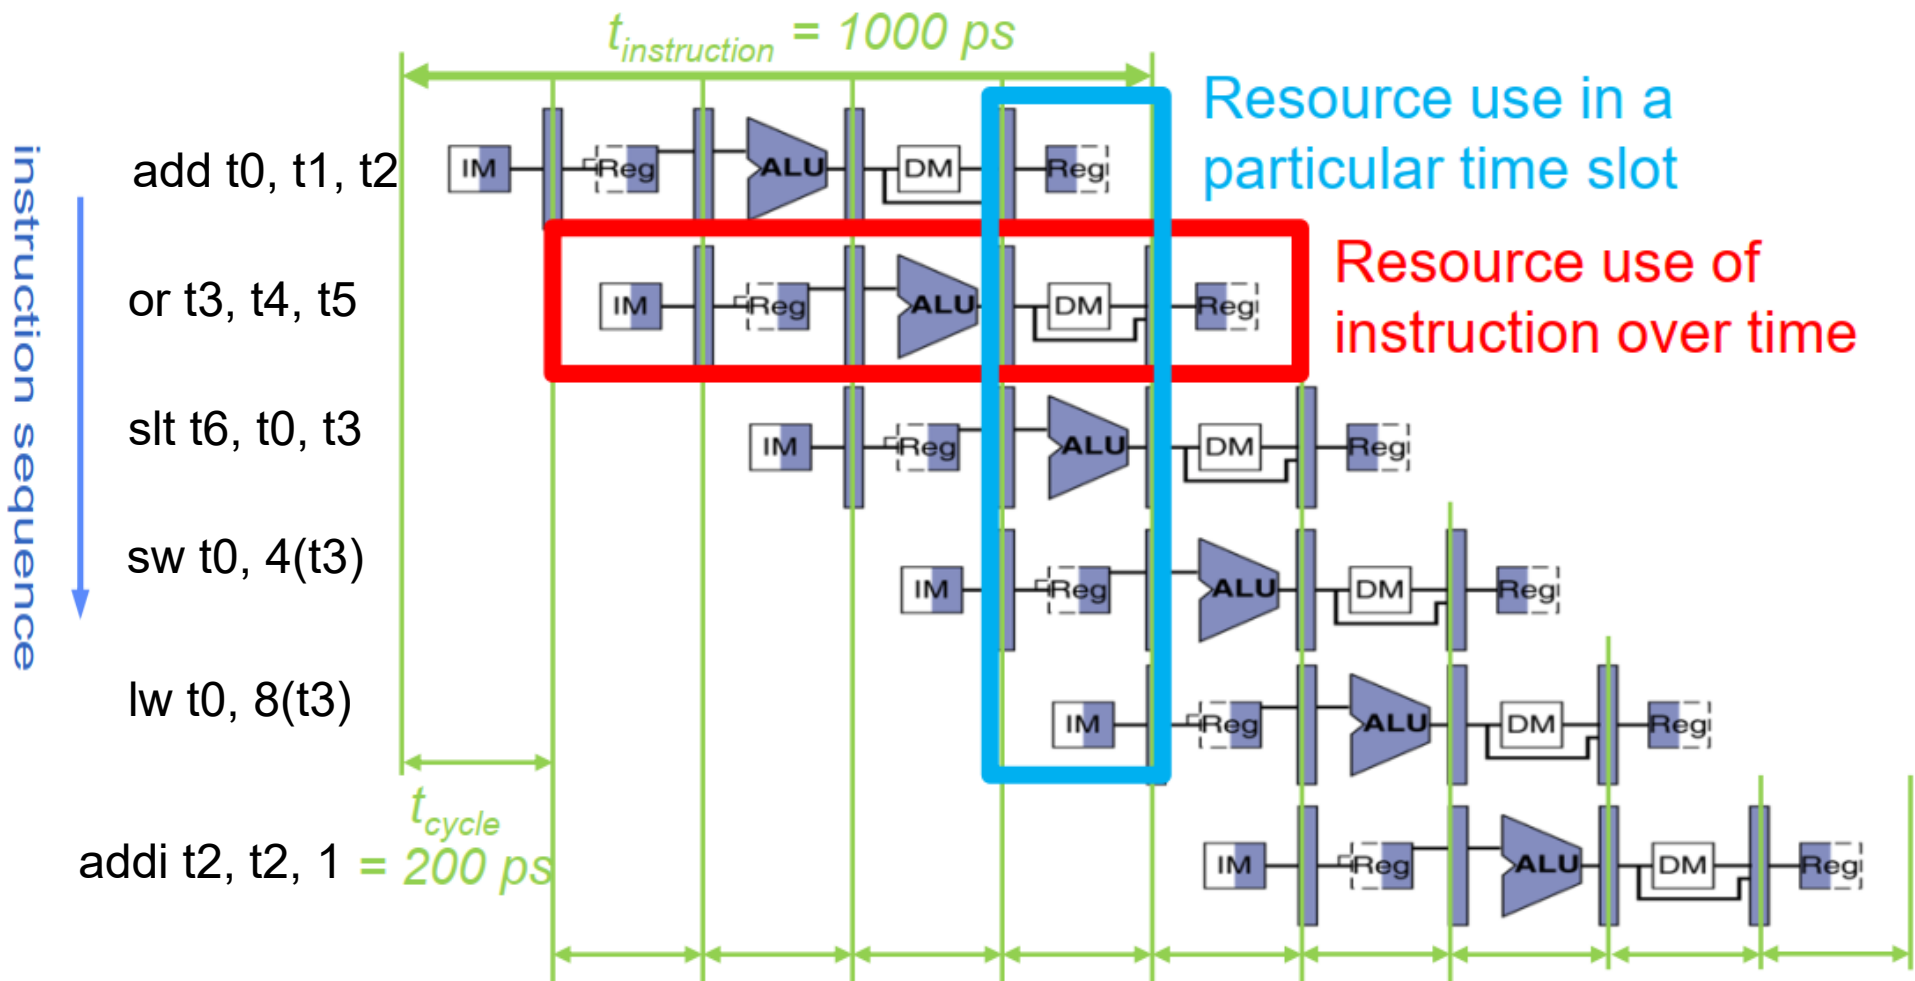 t_instruction = 1000 ps
Resource use in a
particular time slot
instruction sequence
add t0, t1, t2
IM Reg ALU DM Reg
Resource use of
instruction over time
or t3, t4, t5
IM Reg ALU DM Reg
slt t6, t0, t3
IM Reg ALU DM Reg
sw t0, 4(t3)
IM Reg ALU DM Reg
lw t0, 8(t3)
IM Reg ALU DM Reg
t_cycle
= 200 ps
addi t2, t2, 1
IM Reg ALU DM Reg